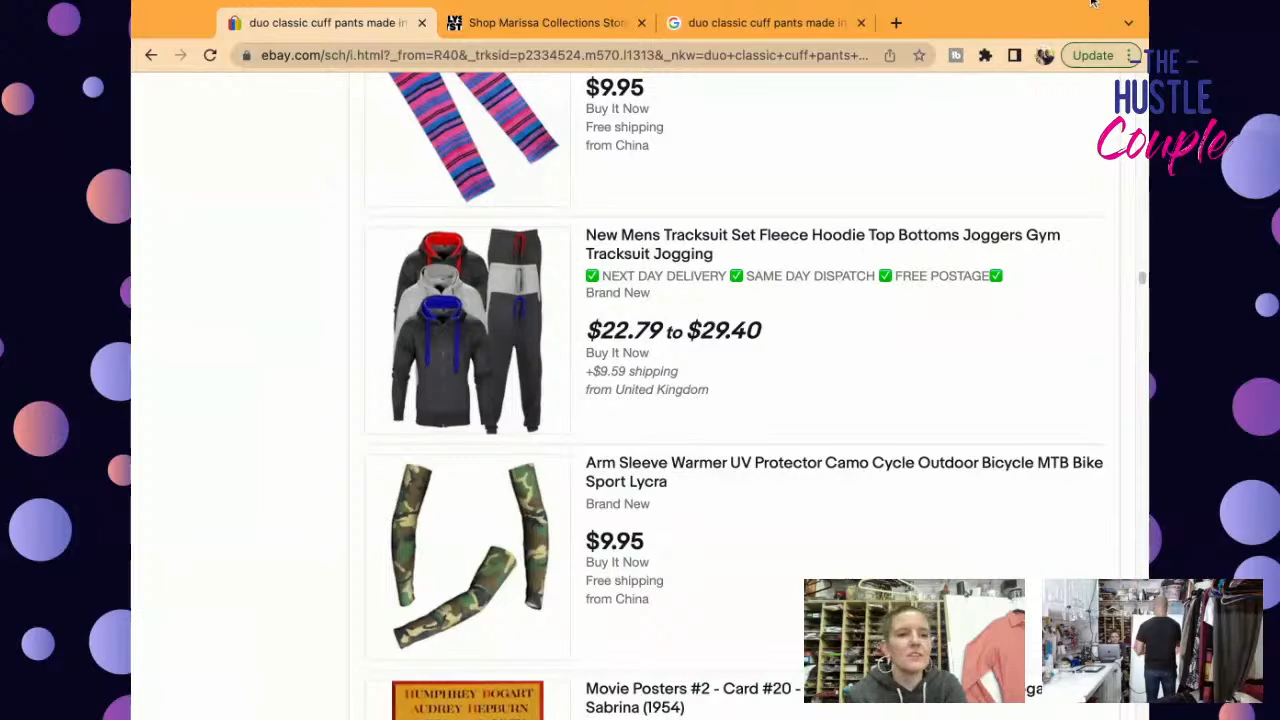 duo classic cuff pants made in
LYST
Shop Marissa Collections Stor
duo classic cuff pants made in
ebay.com/sch/i.html?_from=R40&_trksid=p2334524.m570.l1313&_nkw=duo+classic+cuff+pants+...
Update
- THE -
HUSTLE
Couple
$9.95
Buy It Now
Free shipping
from China
New Mens Tracksuit Set Fleece Hoodie Top Bottoms Joggers Gym
Tracksuit Jogging
✅ NEXT DAY DELIVERY ✅ SAME DAY DISPATCH ✅ FREE POSTAGE✅
Brand New
$22.79 to $29.40
Buy It Now
+$9.59 shipping
from United Kingdom
Arm Sleeve Warmer UV Protector Camo Cycle Outdoor Bicycle MTB Bike
Sport Lycra
Brand New
$9.95
Buy It Now
Free shipping
from China
HUMPHREY BOGART
AUDREY HEPBURN
Movie Posters #2 - Card #20 -
Sabrina (1954)